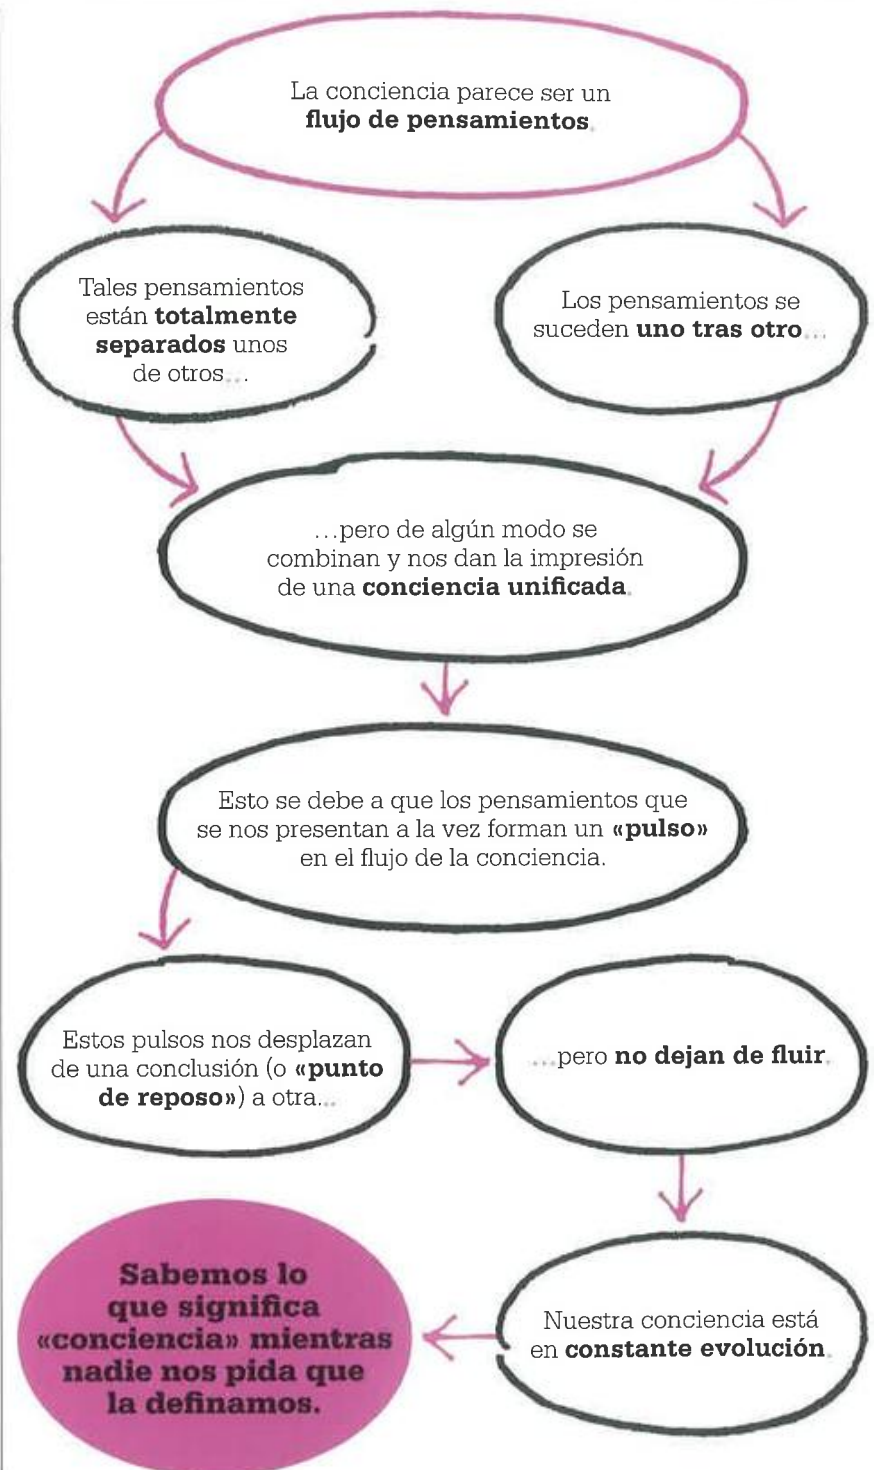 La conciencia parece ser un
flujo de pensamientos.
Tales pensamientos
están totalmente
separados unos
de otros...
Los pensamientos se
suceden uno tras otro...
...pero de algún modo se
combinan y nos dan la impresión
de una conciencia unificada.
Esto se debe a que los pensamientos que
se nos presentan a la vez forman un «pulso»
en el flujo de la conciencia.
Estos pulsos nos desplazan
de una conclusión (o «punto
de reposo») a otra...
...pero no dejan de fluir.
Nuestra conciencia está
en constante evolución.
Sabemos lo
que significa
«conciencia» mientras
nadie nos pida que
la definamos.